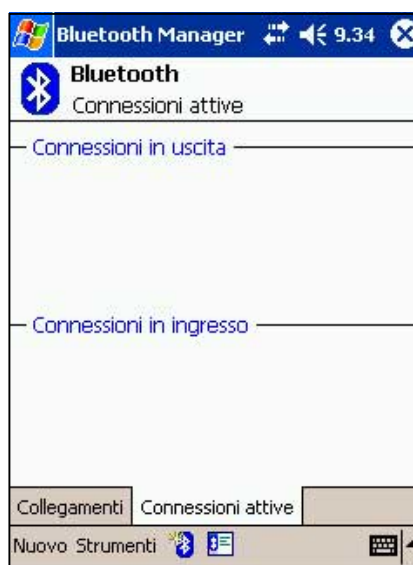 Bluetooth Manager 9.34
Bluetooth
Connessioni attive
Connessioni in uscita
Connessioni in ingresso
Collegamenti Connessioni attive
Nuovo Strumenti